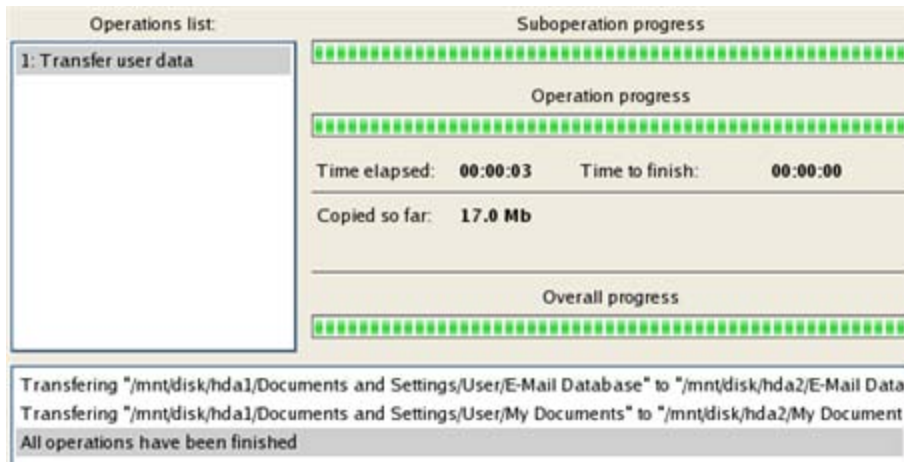 Operations list:
1: Transfer user data
Suboperation progress
Operation progress
Time elapsed: 00:00:03 Time to finish: 00:00:00
Copied so far: 17.0 Mb
Overall progress
Transfering "/mnt/disk/hda1/Documents and Settings/User/E-Mail Database" to "/mnt/disk/hda2/E-Mail Data
Transfering "/mnt/disk/hda1/Documents and Settings/User/My Documents" to "/mnt/disk/hda2/My Document
All operations have been finished